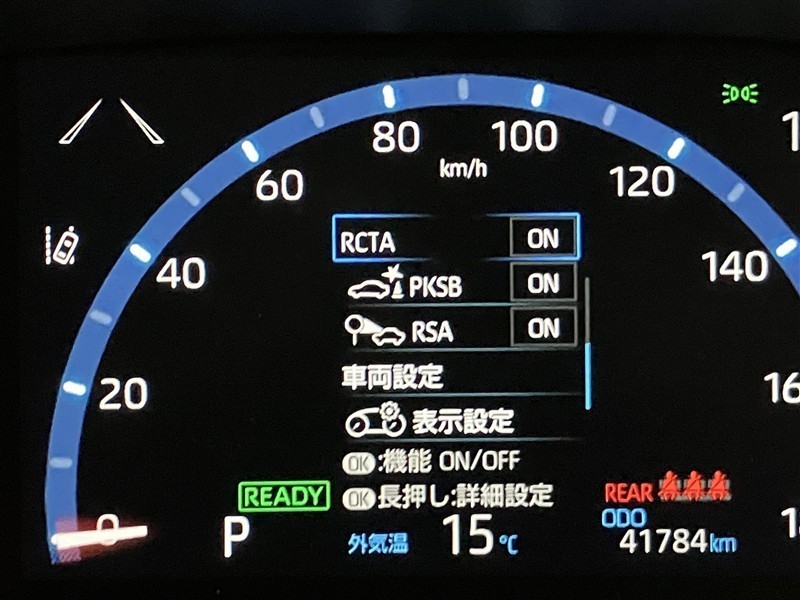 80
100
km/h
60
120
RCTA ON
40
140
PKSB ON
RSA ON
車両設定
20
表示設定
OK:機能 ON/OFF
READY
OK長押し:詳細設定
REAR
ODO
0
P
外気温 15℃
41784km